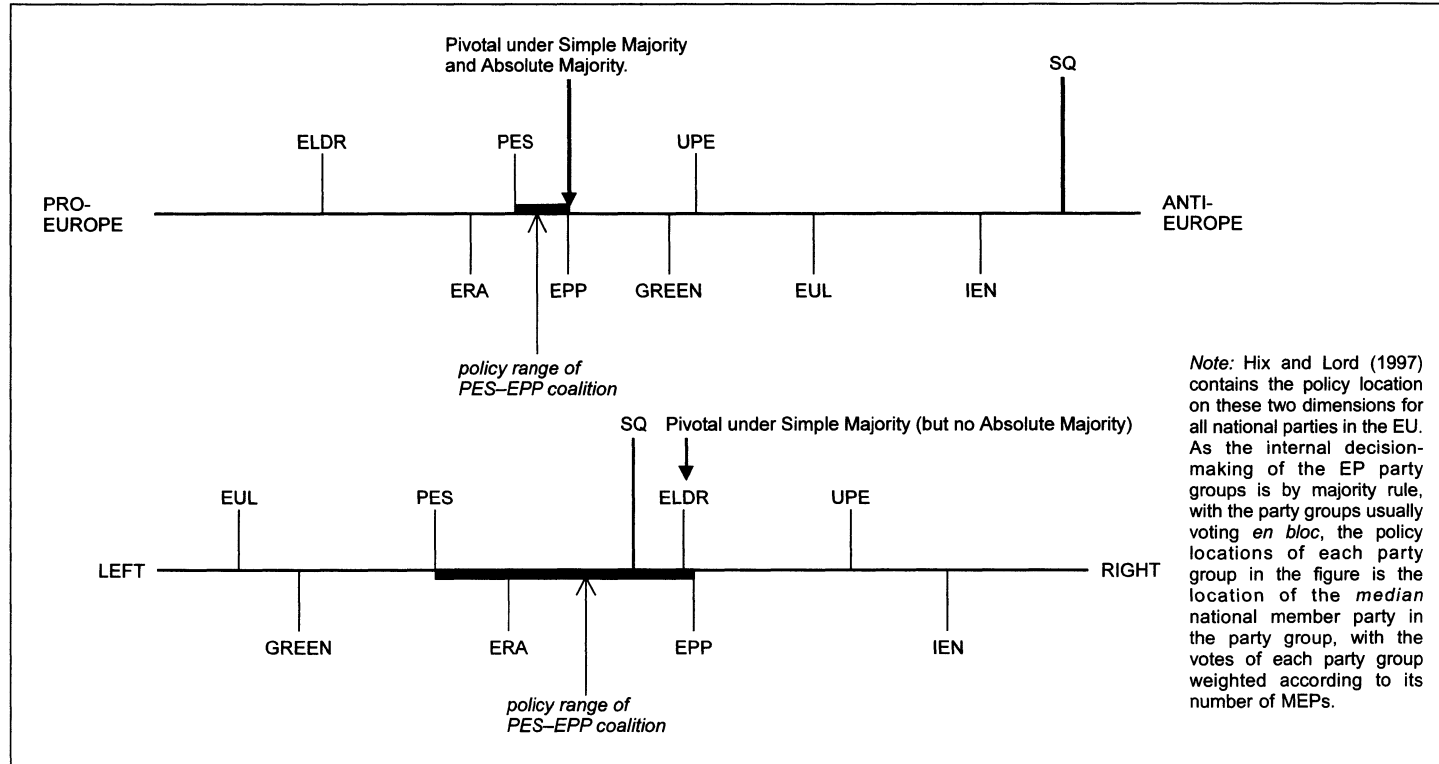 Pivotal under Simple Majority
and Absolute Majority.
SQ
ELDR
PES
UPE
PRO-
EUROPE
ANTI-
EUROPE
ERA
EPP
GREEN
EUL
IEN
policy range of
PES–EPP coalition
SQ
Pivotal under Simple Majority (but no Absolute Majority)
EUL
PES
ELDR
UPE
LEFT
RIGHT
GREEN
ERA
EPP
IEN
policy range of
PES–EPP coalition
Note: Hix and Lord (1997)
contains the policy location
on these two dimensions for
all national parties in the EU.
As the internal decision-
making of the EP party
groups is by majority rule,
with the party groups usually
voting en bloc, the policy
locations of each party
group in the figure is the
location of the median
national member party in
the party group, with the
votes of each party group
weighted according to its
number of MEPs.